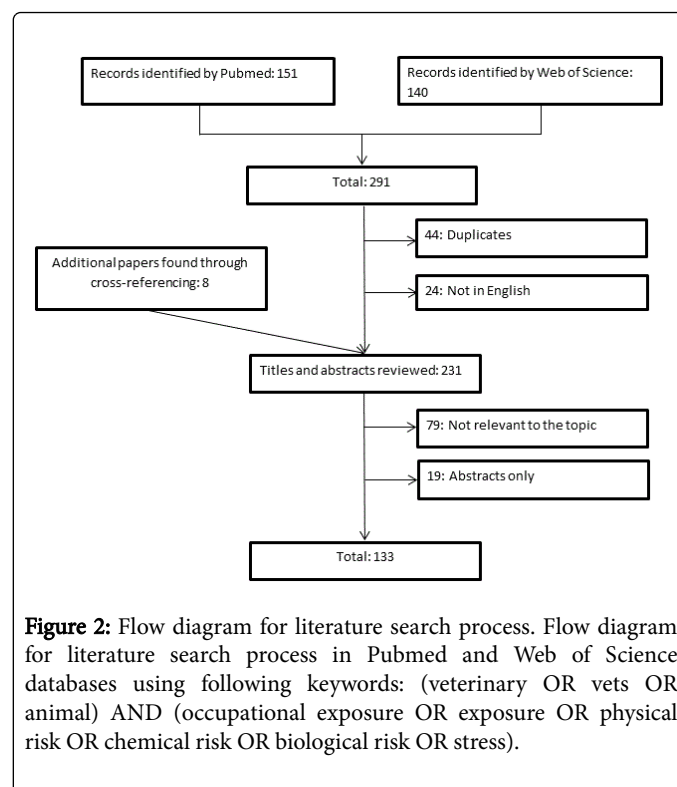 Records identified by Pubmed: 151
Records identified by Web of Science:
140
Total: 291
44: Duplicates
Additional papers found through
cross-referencing: 8
24: Not in English
Titles and abstracts reviewed: 231
79: Not relevant to the topic
19: Abstracts only
Total: 133
Figure 2: Flow diagram for literature search process. Flow diagram
for literature search process in Pubmed and Web of Science
databases using following keywords: (veterinary OR vets OR
animal) AND (occupational exposure OR exposure OR physical
risk OR chemical risk OR biological risk OR stress).